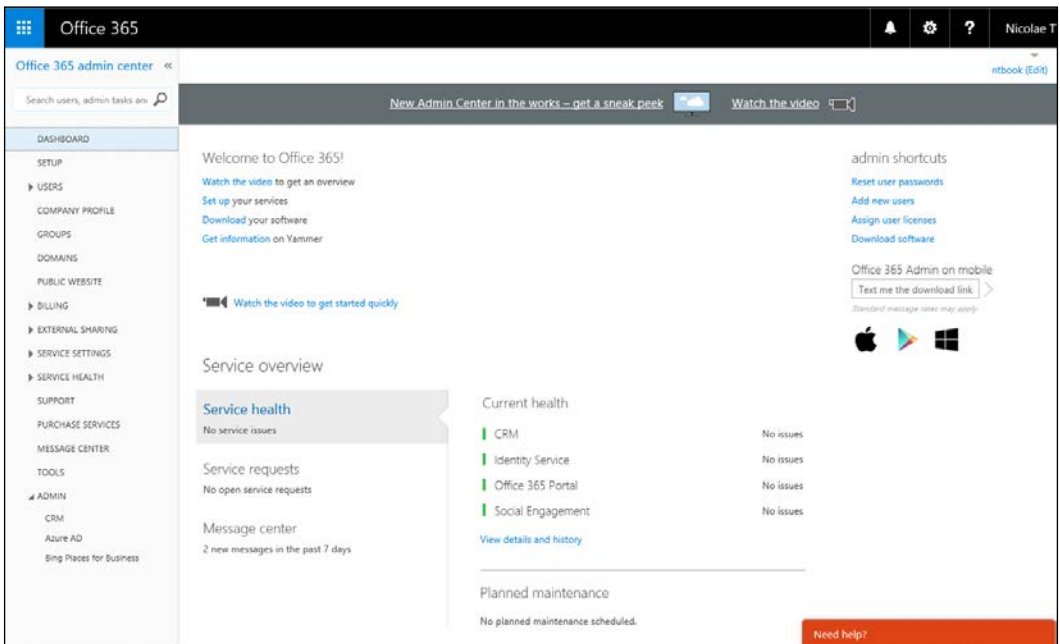 Office 365
Nicolae T
Office 365 admin center «
ntbook (Edit)
Search users, admin tasks an
New Admin Center in the works – get a sneak peek
Watch the video
DASHBOARD
SETUP
USERS
COMPANY PROFILE
GROUPS
DOMAINS
PUBLIC WEBSITE
BILLING
EXTERNAL SHARING
SERVICE SETTINGS
SERVICE HEALTH
SUPPORT
PURCHASE SERVICES
MESSAGE CENTER
TOOLS
ADMIN
CRM
Azure AD
Bing Places for Business
Welcome to Office 365!
Watch the video to get an overview
Set up your services
Download your software
Get information on Yammer
Watch the video to get started quickly
admin shortcuts
Reset user passwords
Add new users
Assign user licenses
Download software
Office 365 Admin on mobile
Text me the download link
Standard message rates may apply.
Service overview
Service health
No service issues
Service requests
No open service requests
Message center
2 new messages in the past 7 days
Current health
CRM No issues
Identity Service No issues
Office 365 Portal No issues
Social Engagement No issues
View details and history
Planned maintenance
No planned maintenance scheduled.
Need help?